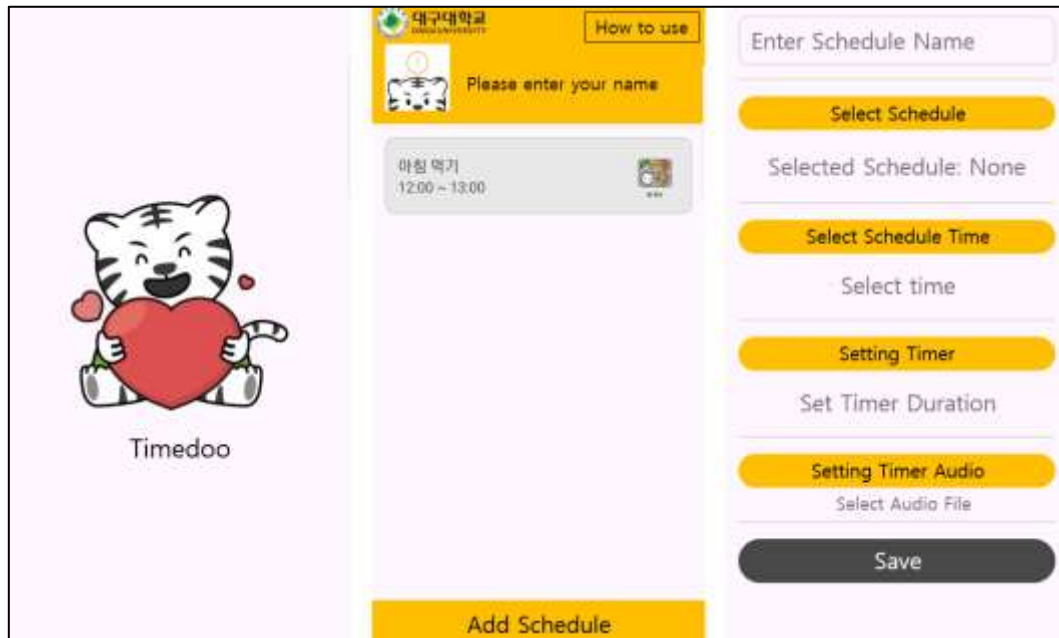 Timedoo
대구대학교
DAEGU UNIVERSITY
How to use
Please enter your name
아침 먹기
12:00 ~ 13:00
Add Schedule
Enter Schedule Name
Select Schedule
Selected Schedule: None
Select Schedule Time
Select time
Setting Timer
Set Timer Duration
Setting Timer Audio
Select Audio File
Save